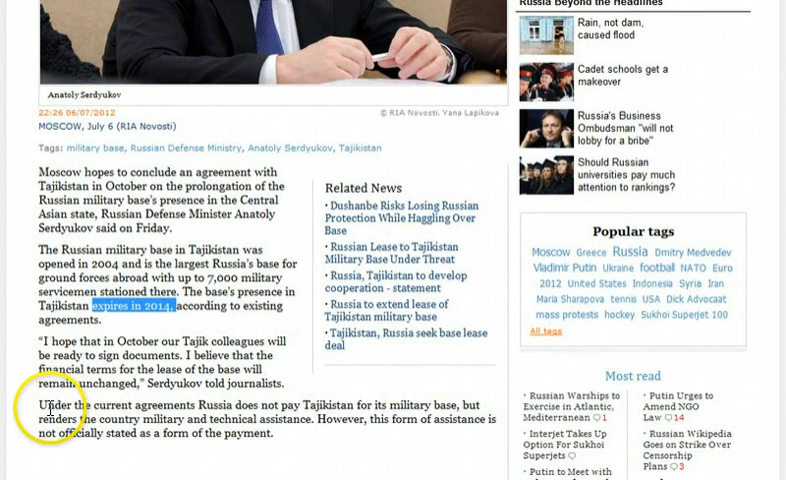 Russia Beyond the Headlines
Rain, not dam,
caused flood
Cadet schools get a
makeover
Russia's Business
Ombudsman "will not
lobby for a bribe"
Should Russian
universities pay much
attention to rankings?
Anatoly Serdyukov
22:26 06/07/2012
© RIA Novosti. Yana Lapikova
MOSCOW, July 6 (RIA Novosti)
Tags: military base, Russian Defense Ministry, Anatoly Serdyukov, Tajikistan
Moscow hopes to conclude an agreement with
Tajikistan in October on the prolongation of the
Russian military base's presence in the Central
Asian state, Russian Defense Minister Anatoly
Serdyukov said on Friday.
The Russian military base in Tajikistan was
opened in 2004 and is the largest Russia's base for
ground forces abroad with up to 7,000 military
servicemen stationed there. The base's presence in
Tajikistan expires in 2014, according to existing
agreements.
“I hope that in October our Tajik colleagues will
be ready to sign documents. I believe that the
financial terms for the lease of the base will
remain unchanged,” Serdyukov told journalists.
Under the current agreements Russia does not pay Tajikistan for its military base, but
renders the country military and technical assistance. However, this form of assistance is
not officially stated as a form of the payment.
Related News
Dushanbe Risks Losing Russian
Protection While Haggling Over
Base
Russian Lease to Tajikistan
Military Base Under Threat
Russia, Tajikistan to develop
cooperation - statement
Russia to extend lease of
Tajikistan military base
Tajikistan, Russia seek base lease
deal
Popular tags
Moscow Greece Russia Dmitry Medvedev
Vladimir Putin Ukraine football NATO Euro
2012 United States Indonesia Syria Iran
Maria Sharapova tennis USA Dick Advocaat
mass protests hockey Sukhoi Superjet 100
All tags
Most read
Russian Warships to
Exercise in Atlantic,
Mediterranean 1
Interjet Takes Up
Option For Sukhoi
Superjets
Putin to Meet with
Putin Urges to
Amend NGO
Law 14
Russian Wikipedia
Goes on Strike Over
Censorship
Plans 3